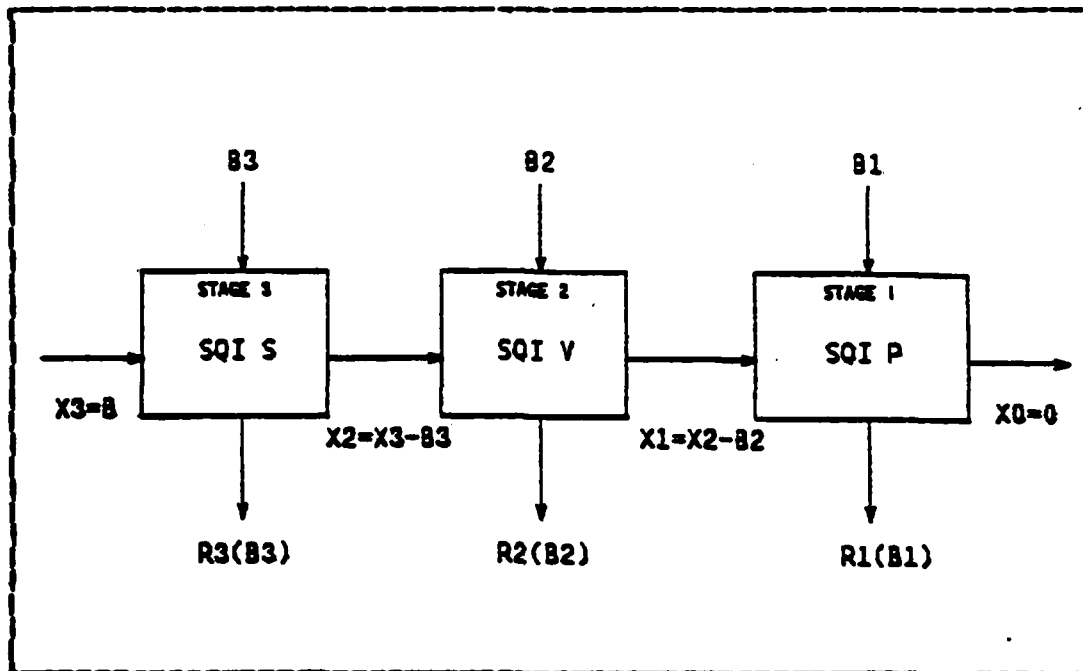 B3
B2
B1
STAGE 3
STAGE 2
STAGE 1
SQI S
SQI V
SQI P
X3=B
X2=X3-B3
X1=X2-B2
X0=0
R3(B3)
R2(B2)
R1(B1)